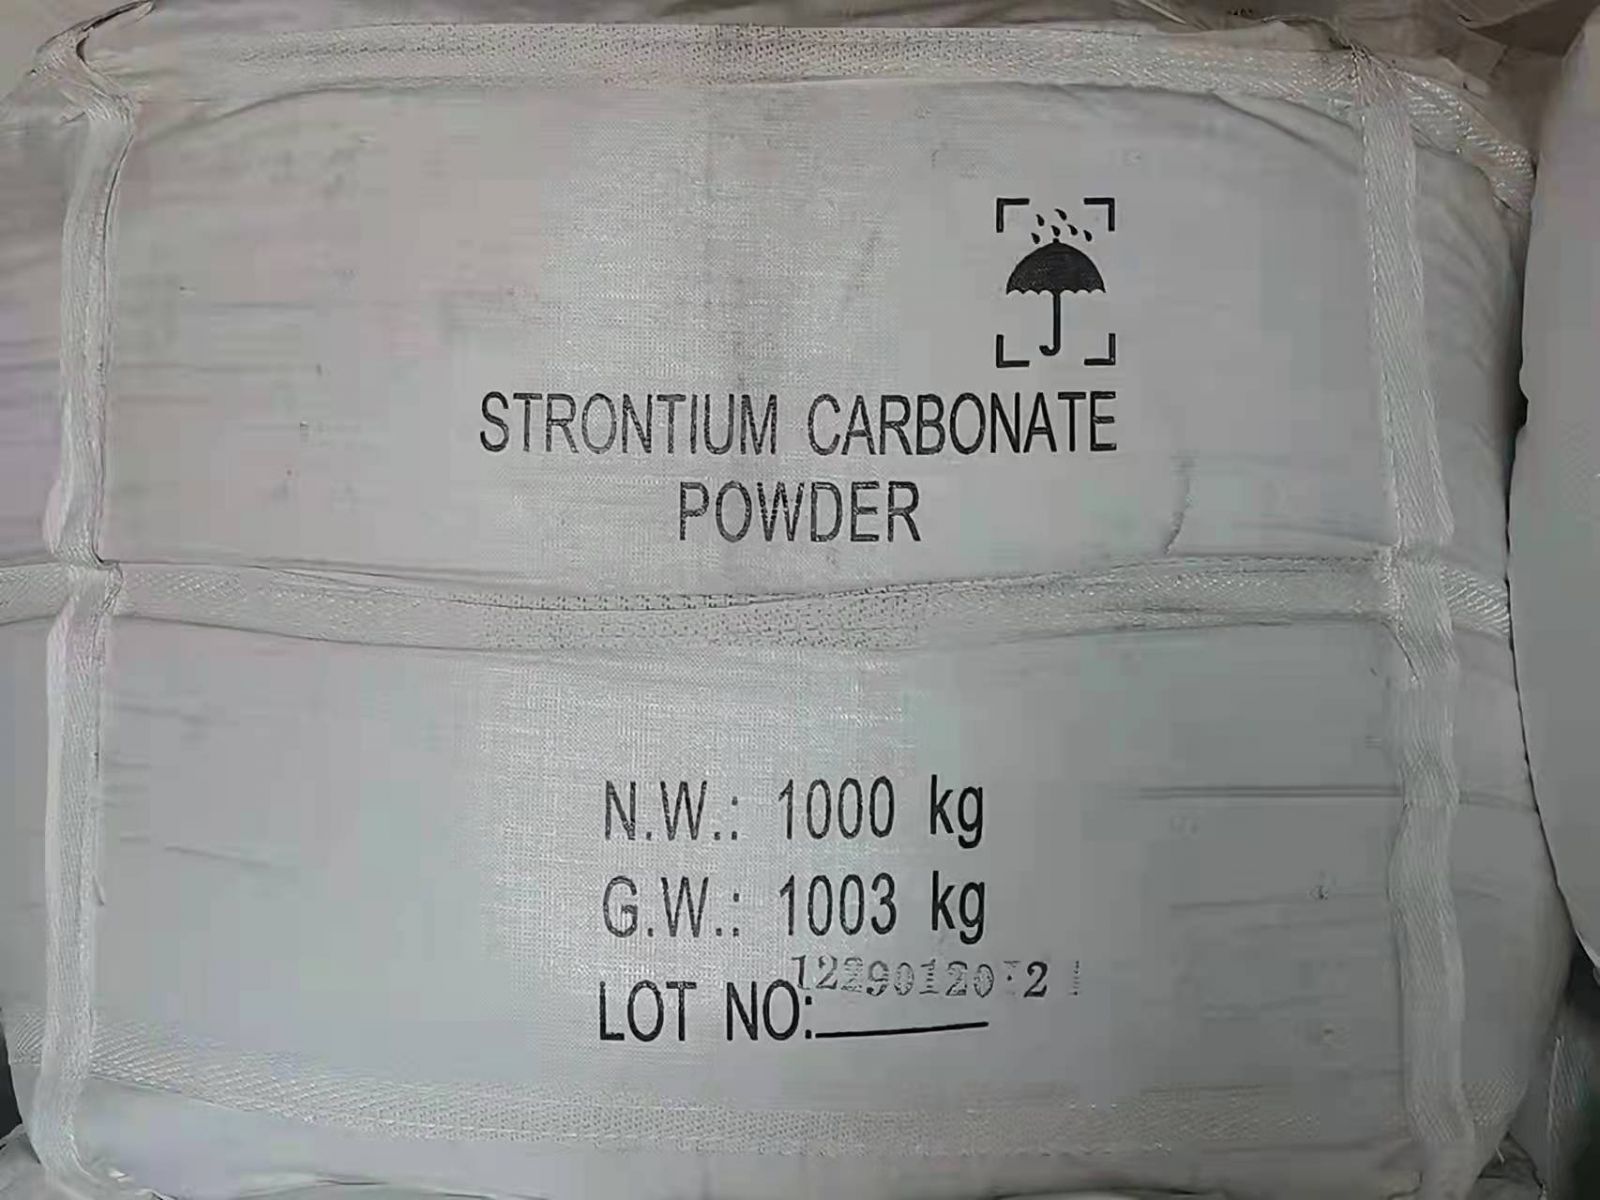 STRONTIUM CARBONATE
POWDER
N.W.: 1000 kg
G.W.: 1003 kg
LOT NO: